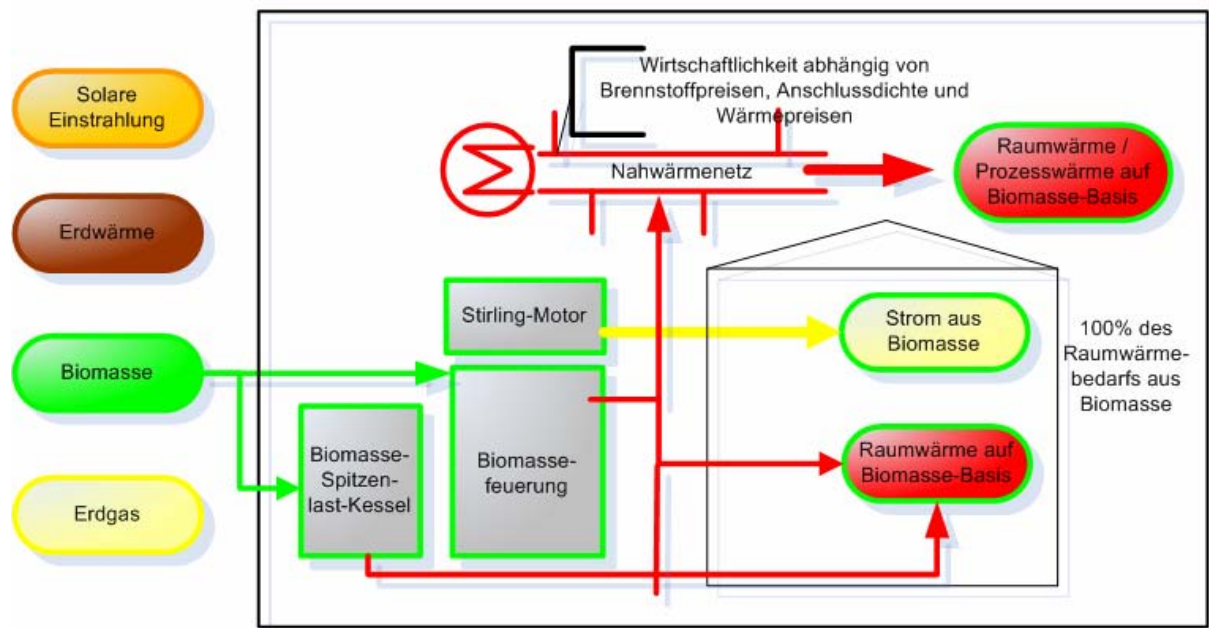 Solare
Einstrahlung
Erdwärme
Biomasse
Erdgas
Wirtschaftlichkeit abhängig von
Brennstoffpreisen, Anschlussdichte und
Wärmepreisen
Nahwärmenetz
Raumwärme /
Prozesswärme auf
Biomasse-Basis
Stirling-Motor
Strom aus
Biomasse
100% des
Raumwärme-
bedarfs aus
Biomasse
Biomasse-
Spitzen-
last-Kessel
Biomasse-
feuerung
Raumwärme auf
Biomasse-Basis